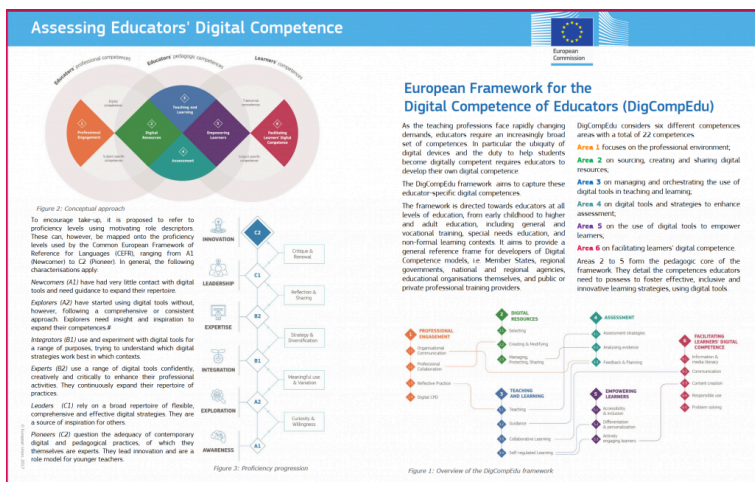 Assessing Educators' Digital Competence
European
Commission
Educators' professional competences
Educators' pedagogic competences
Learners' competences
Teaching and
Learning
Professional
Engagement
Digital
Resources
Empowering
Learners
Facilitating
Learners' Digital
Competence
Assessment
Figure 2: Conceptual approach
To encourage take-up, it is proposed to refer to
proficiency levels using motivating role descriptors.
These can, however, be mapped onto the proficiency
levels used by the Common European Framework of
Reference for Languages (CEFR), ranging from A1
(Newcomer) to C2 (Pioneer). In general, the following
characterisations apply:
Newcomers (A1) have had very little contact with digital
tools and need guidance to expand their repertoire.
Explorers (A2) have started using digital tools without,
however, following a comprehensive or consistent
approach. Explorers need insight and inspiration to
expand their competences.#
Integrators (B1) use and experiment with digital tools for
a range of purposes, trying to understand which digital
strategies work best in which contexts.
Experts (B2) use a range of digital tools confidently,
creatively and critically to enhance their professional
activities. They continuously expand their repertoire of
practices.
Leaders (C1) rely on a broad repertoire of flexible,
comprehensive and effective digital strategies. They are
a source of inspiration for others.
Pioneers (C2) question the adequacy of contemporary
digital and pedagogical practices, of which they
themselves are experts. They lead innovation and are a
role model for younger teachers.
© European Union, 2017
INNOVATION
C2
Critique &
Renewal
LEADERSHIP
C1
Reflection &
Sharing
EXPERTISE
B2
Strategy &
Diversification
INTEGRATION
B1
Meaningful use
& Variation
EXPLORATION
A2
Curiosity &
Willingness
AWARENESS
A1
Figure 3: Proficiency progression
European Framework for the
Digital Competence of Educators (DigCompEdu)
As the teaching professions face rapidly changing
demands, educators require an increasingly broad
set of competences. In particular the ubiquity of
digital devices and the duty to help students
become digitally competent requires educators to
develop their own digital competence.
The DigCompEdu framework aims to capture these
educator-specific digital competences.
The framework is directed towards educators at all
levels of education, from early childhood to higher
and adult education, including general and
vocational training, special needs education, and
non-formal learning contexts. It aims to provide a
general reference frame for developers of Digital
Competence models, i.e. Member States, regional
governments, national and regional agencies,
educational organisations themselves, and public or
private professional training providers.
DigCompEdu considers six different competences
areas with a total of 22 competences.
Area 1 focuses on the professional environment;
Area 2 on sourcing, creating and sharing digital
resources;
Area 3 on managing and orchestrating the use of
digital tools in teaching and learning;
Area 4 on digital tools and strategies to enhance
assessment;
Area 5 on the use of digital tools to empower
learners;
Area 6 on facilitating learners' digital competence.
Areas 2 to 5 form the pedagogic core of the
framework. They detail the competences educators
need to possess to foster effective, inclusive and
innovative learning strategies, using digital tools.
1 PROFESSIONAL
ENGAGEMENT
Organisational
Communication
Professional
Collaboration
Reflective Practice
Digital CPD
2 DIGITAL
RESOURCES
Selecting
Creating & Modifying
Managing,
Protecting, Sharing
3 TEACHING
AND LEARNING
Teaching
Guidance
Collaborative Learning
Self-regulated Learning
4 ASSESSMENT
Assessment strategies
Analysing evidence
Feedback & Planning
5 EMPOWERING
LEARNERS
Accessibility
& inclusion
Differentiation
& personalisation
Actively
engaging learners
6 FACILITATING
LEARNERS' DIGITAL
COMPETENCE
Information &
media literacy
Communication
Content creation
Responsible use
Problem solving
Figure 1: Overview of the DigCompEdu framework